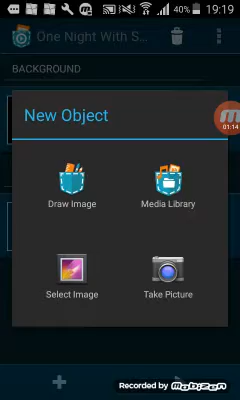 40% 19:19
One Night With S...
BACKGROUND
New Object
01:14
Draw Image
Media Library
Select Image
Take Picture
Recorded by Mobizen